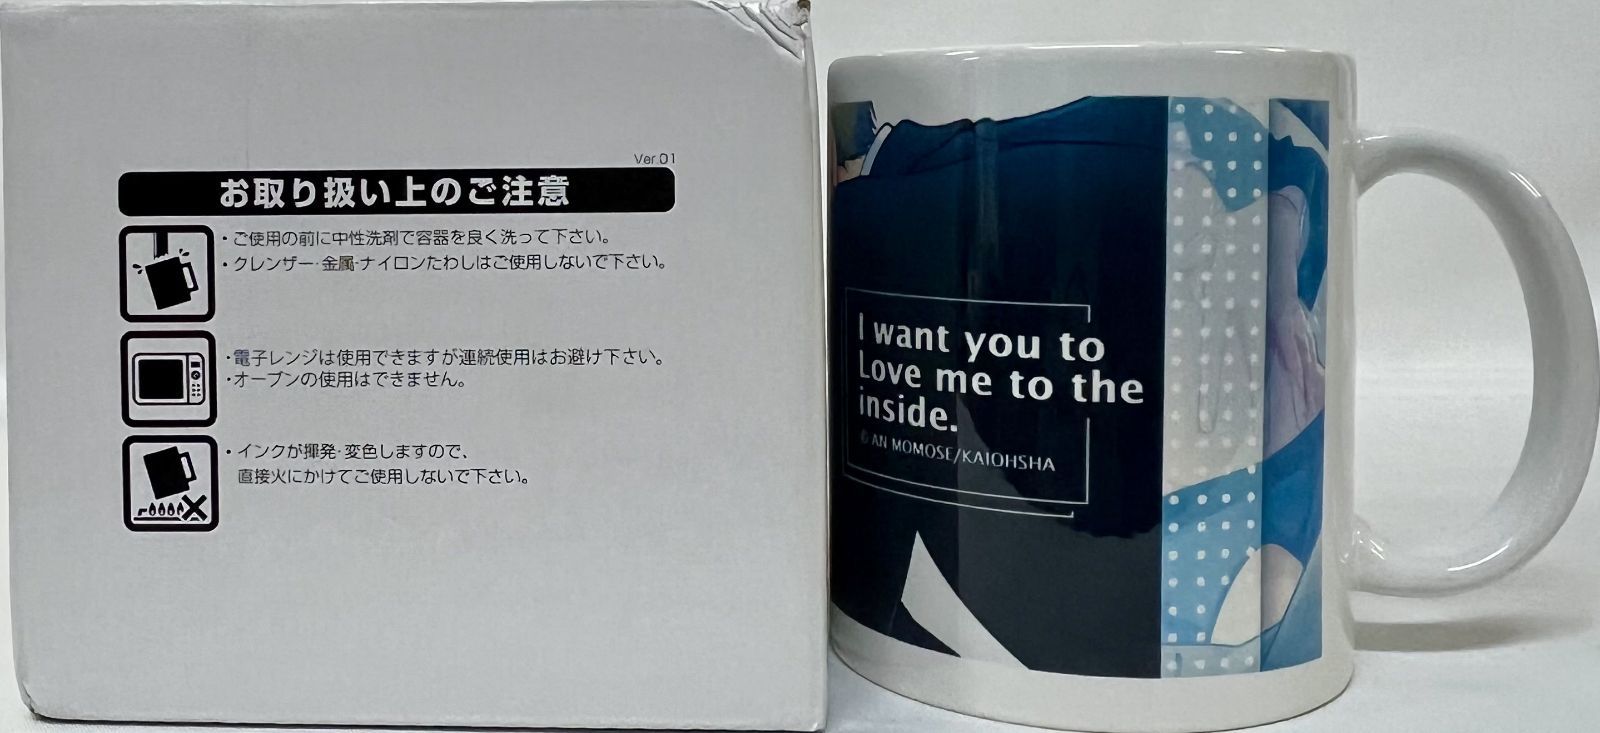 Ver.01
お取り扱い上のご注意
・ご使用の前に中性洗剤で容器を良く洗って下さい。
・クレンザー・金属・ナイロンたわしはご使用しないで下さい。
・電子レンジは使用できますが連続使用はお避け下さい。
・オーブンの使用はできません。
・インクが揮発・変色しますので、
直接火にかけてご使用しないで下さい。
I want you to
Love me to the
inside.
© AN MOMOSE/KAIOHSHA